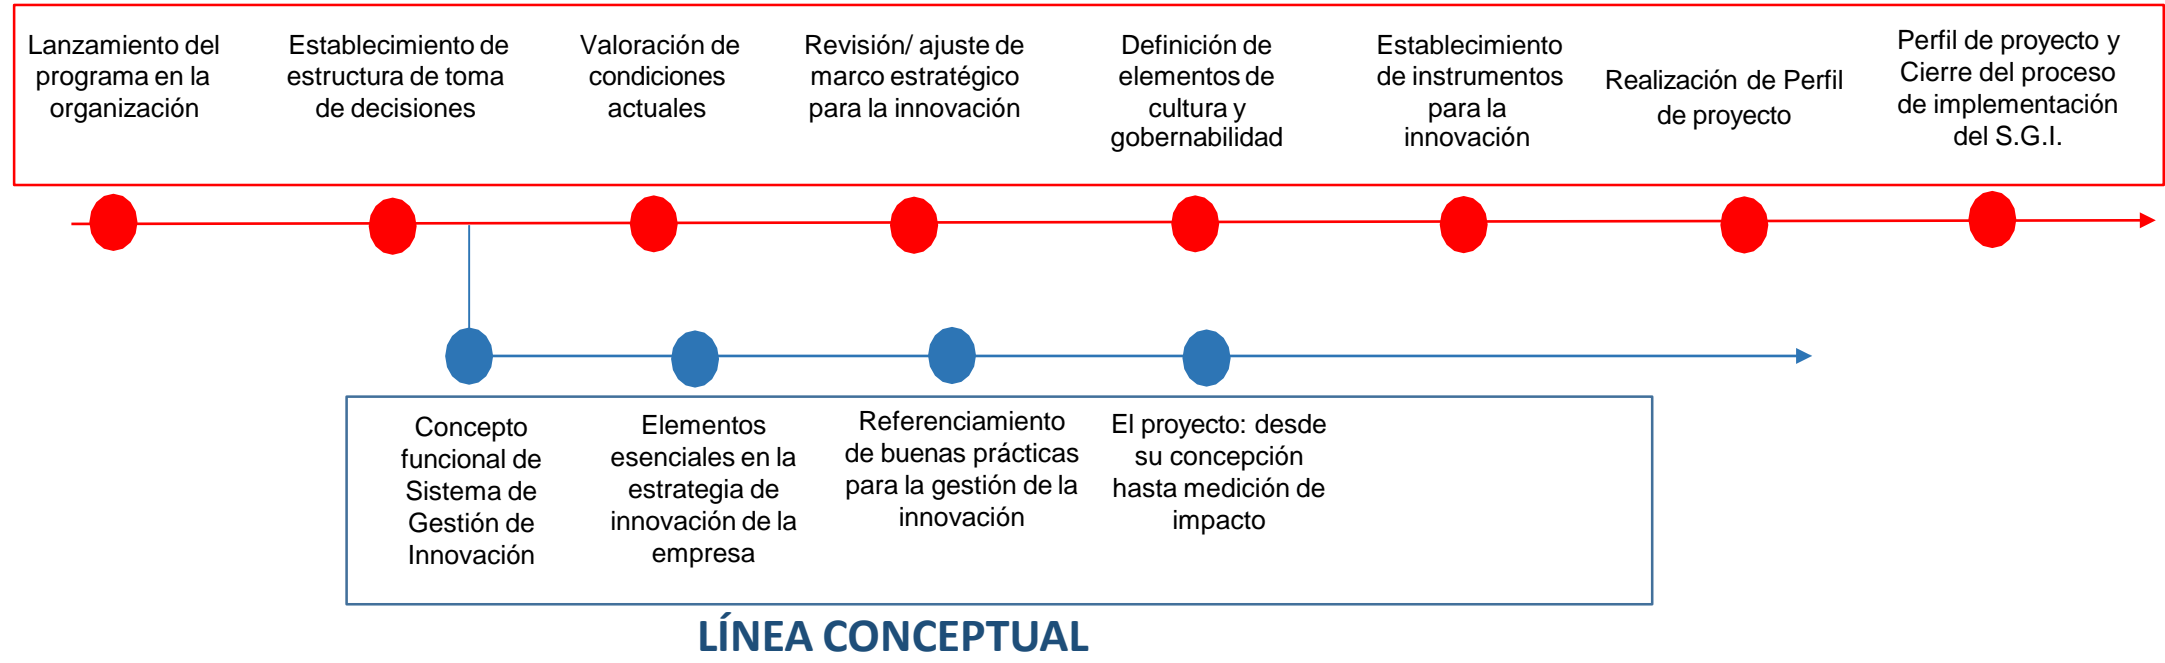 Lanzamiento del
programa en la
organización
Establecimiento de
estructura de toma
de decisiones
Valoración de
condiciones
actuales
Revisión/ ajuste de
marco estratégico
para la innovación
Definición de
elementos de
cultura y
gobernabilidad
Establecimiento
de instrumentos
para la
innovación
Realización de Perfil
de proyecto
Perfil de proyecto y
Cierre del proceso
de implementación
del S.G.I.
Concepto
funcional de
Sistema de
Gestión de
Innovación
Elementos
esenciales en la
estrategia de
innovación de la
empresa
Referenciamiento
de buenas prácticas
para la gestión de la
innovación
El proyecto: desde
su concepción
hasta medición de
impacto
LÍNEA CONCEPTUAL